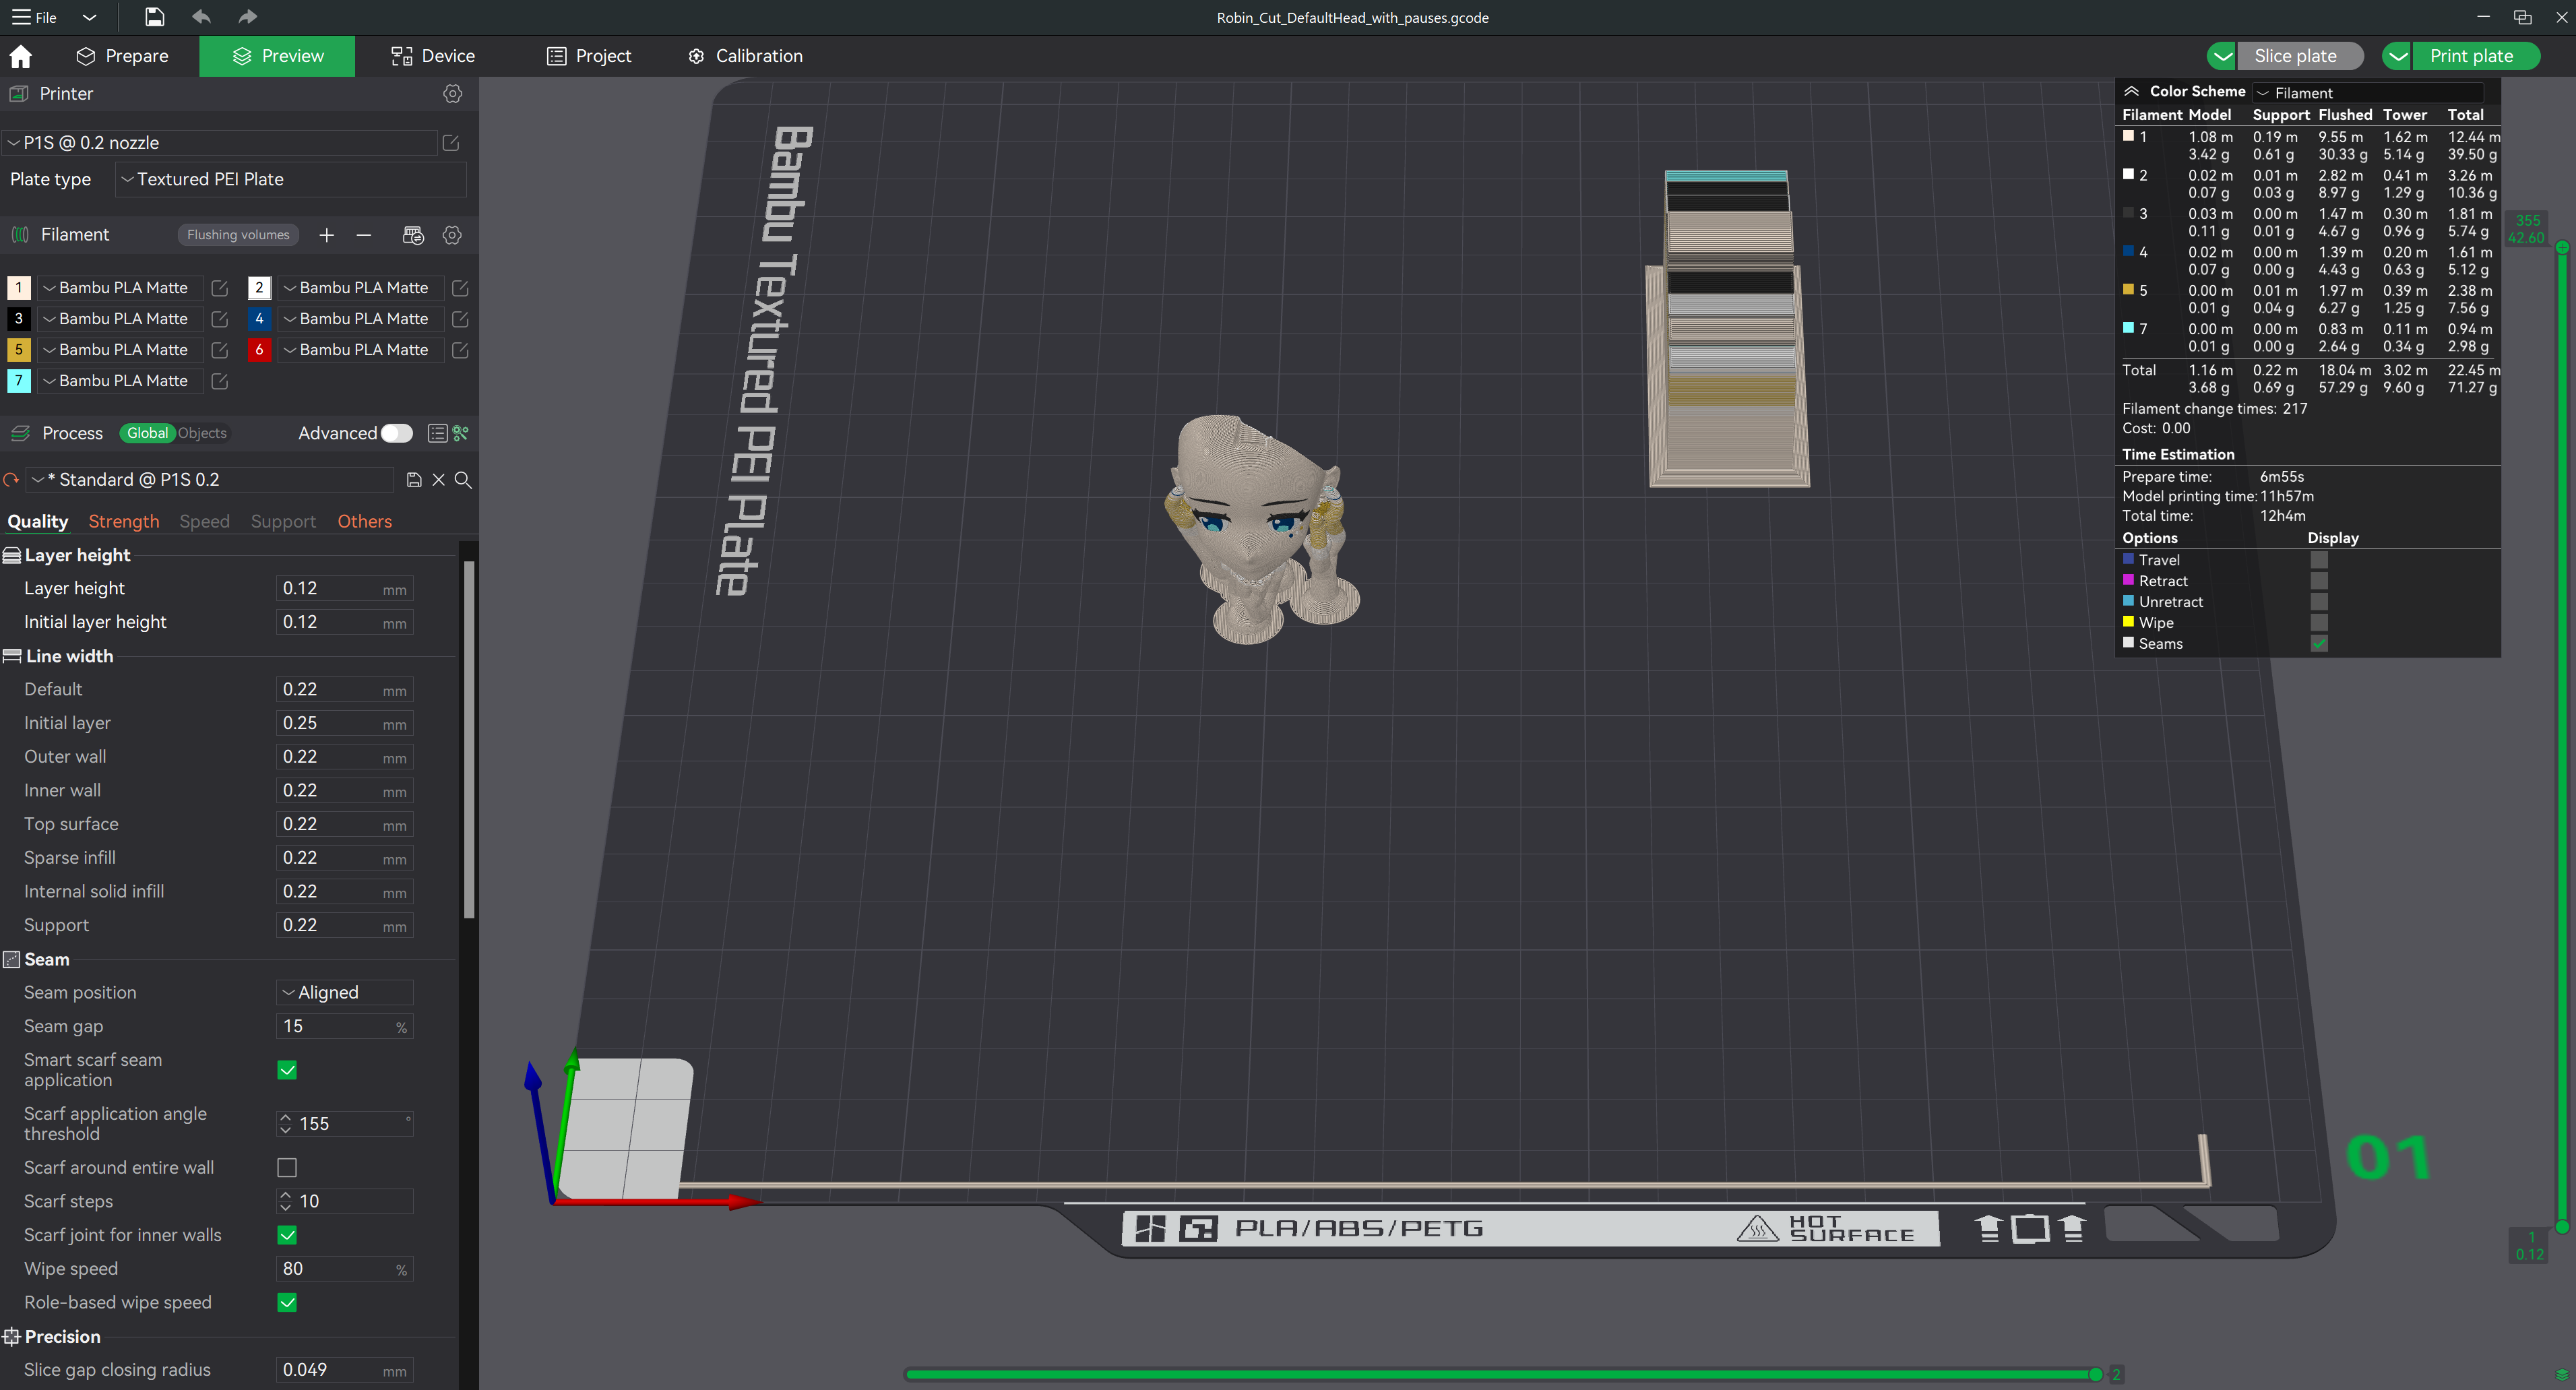 File
Robin_Cut_DefaultHead_with_pauses.gcode
Prepare
Preview
Device
Project
Calibration
Slice plate
Print plate
Printer
P1S @ 0.2 nozzle
Plate type
Textured PEI Plate
Filament
Flushing volumes
1 Bambu PLA Matte
2 Bambu PLA Matte
3 Bambu PLA Matte
4 Bambu PLA Matte
5 Bambu PLA Matte
6 Bambu PLA Matte
7 Bambu PLA Matte
Process
Global
Objects
Advanced
* Standard @ P1S 0.2
Quality
Strength
Speed
Support
Others
Layer height
Layer height 0.12 mm
Initial layer height 0.12 mm
Line width
Default 0.22 mm
Initial layer 0.25 mm
Outer wall 0.22 mm
Inner wall 0.22 mm
Top surface 0.22 mm
Sparse infill 0.22 mm
Internal solid infill 0.22 mm
Support 0.22 mm
Seam
Seam position Aligned
Seam gap 15 %
Smart scarf seam
application
Scarf application angle
threshold
155 °
Scarf around entire wall
Scarf steps 10
Scarf joint for inner walls
Wipe speed 80 %
Role-based wipe speed
Precision
Slice gap closing radius 0.049 mm
Bambu Textured PEI Plate
PLA/ABS/PETG
HOT
SURFACE
01
2
Color Scheme Filament
Filament Model Support Flushed Tower Total
1 1.08 m 0.19 m 9.55 m 1.62 m 12.44 m
3.42 g 0.61 g 30.33 g 5.14 g 39.50 g
2 0.02 m 0.01 m 2.82 m 0.41 m 3.26 m
0.07 g 0.03 g 8.97 g 1.29 g 10.36 g
3 0.03 m 0.00 m 1.47 m 0.30 m 1.81 m
0.11 g 0.01 g 4.67 g 0.96 g 5.74 g
4 0.02 m 0.00 m 1.39 m 0.20 m 1.61 m
0.07 g 0.00 g 4.43 g 0.63 g 5.12 g
5 0.00 m 0.01 m 1.97 m 0.39 m 2.38 m
0.01 g 0.04 g 6.27 g 1.25 g 7.56 g
7 0.00 m 0.00 m 0.83 m 0.11 m 0.94 m
0.01 g 0.00 g 2.64 g 0.34 g 2.98 g
Total 1.16 m 0.22 m 18.04 m 3.02 m 22.45 m
3.68 g 0.69 g 57.29 g 9.60 g 71.27 g
Filament change times: 217
Cost: 0.00
Time Estimation
Prepare time: 6m55s
Model printing time: 11h57m
Total time: 12h4m
Options Display
Travel
Retract
Unretract
Wipe
Seams
355
42.60
1
0.12